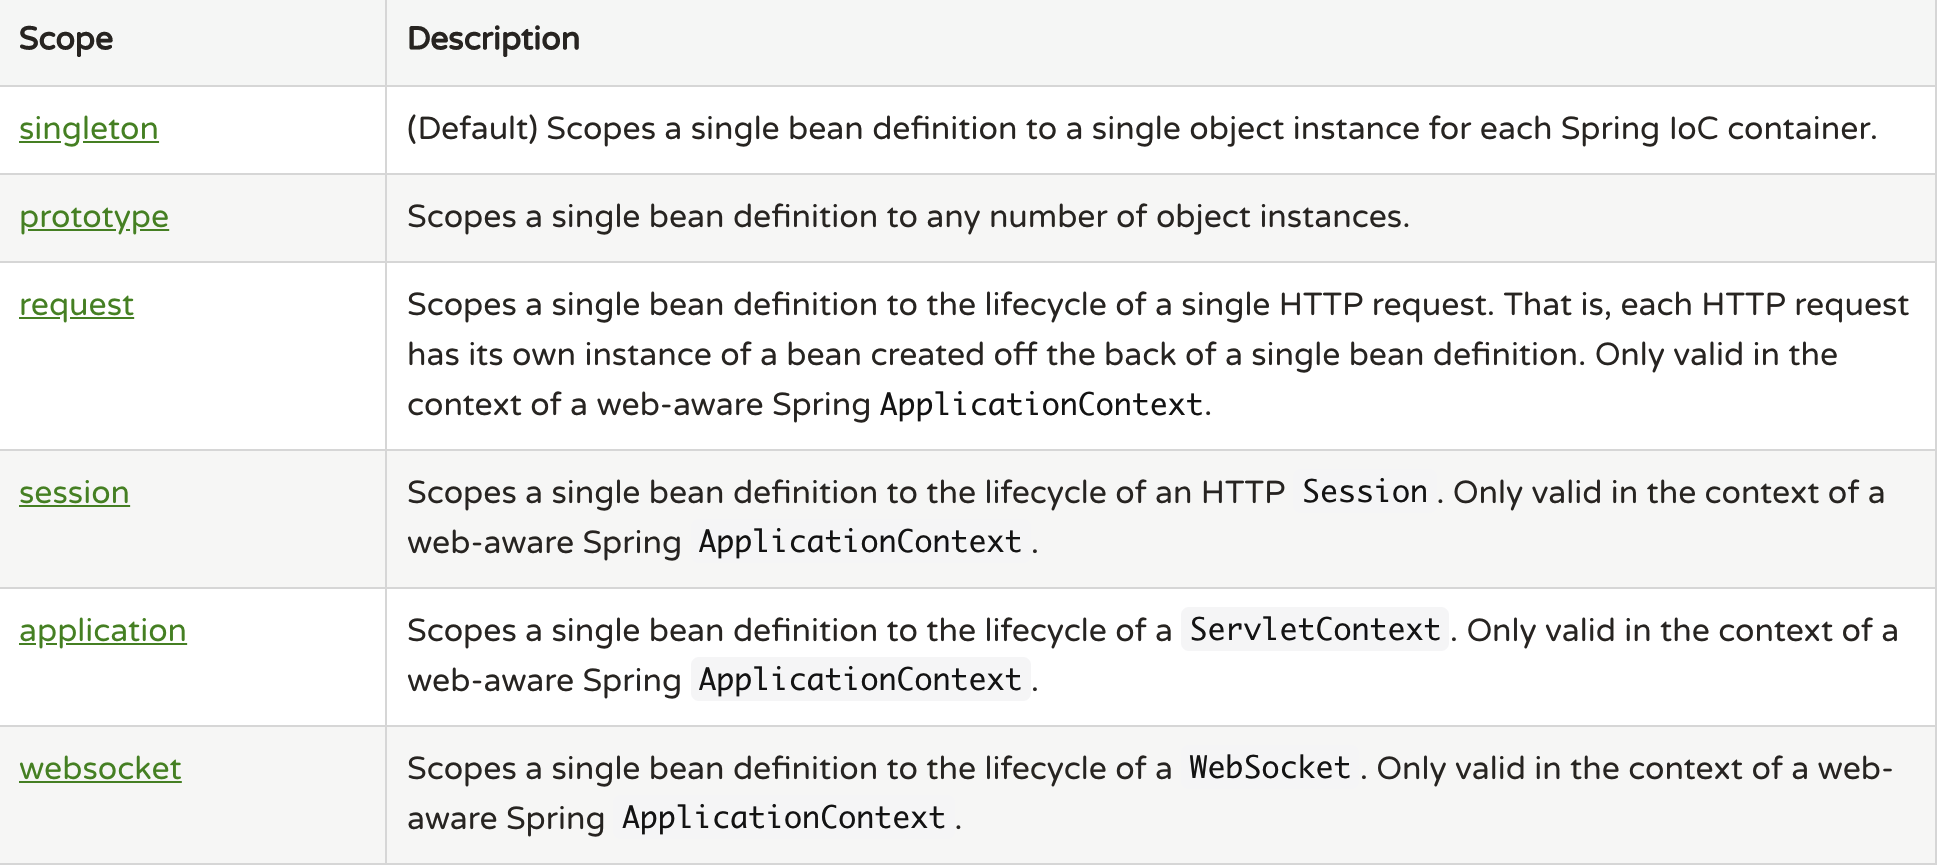 Scope Description
singleton (Default) Scopes a single bean definition to a single object instance for each Spring IoC container.
prototype Scopes a single bean definition to any number of object instances.
request Scopes a single bean definition to the lifecycle of a single HTTP request. That is, each HTTP request
has its own instance of a bean created off the back of a single bean definition. Only valid in the
context of a web-aware Spring ApplicationContext.
session Scopes a single bean definition to the lifecycle of an HTTP Session. Only valid in the context of a
web-aware Spring ApplicationContext.
application Scopes a single bean definition to the lifecycle of a ServletContext. Only valid in the context of a
web-aware Spring ApplicationContext.
websocket Scopes a single bean definition to the lifecycle of a WebSocket. Only valid in the context of a web-
aware Spring ApplicationContext.